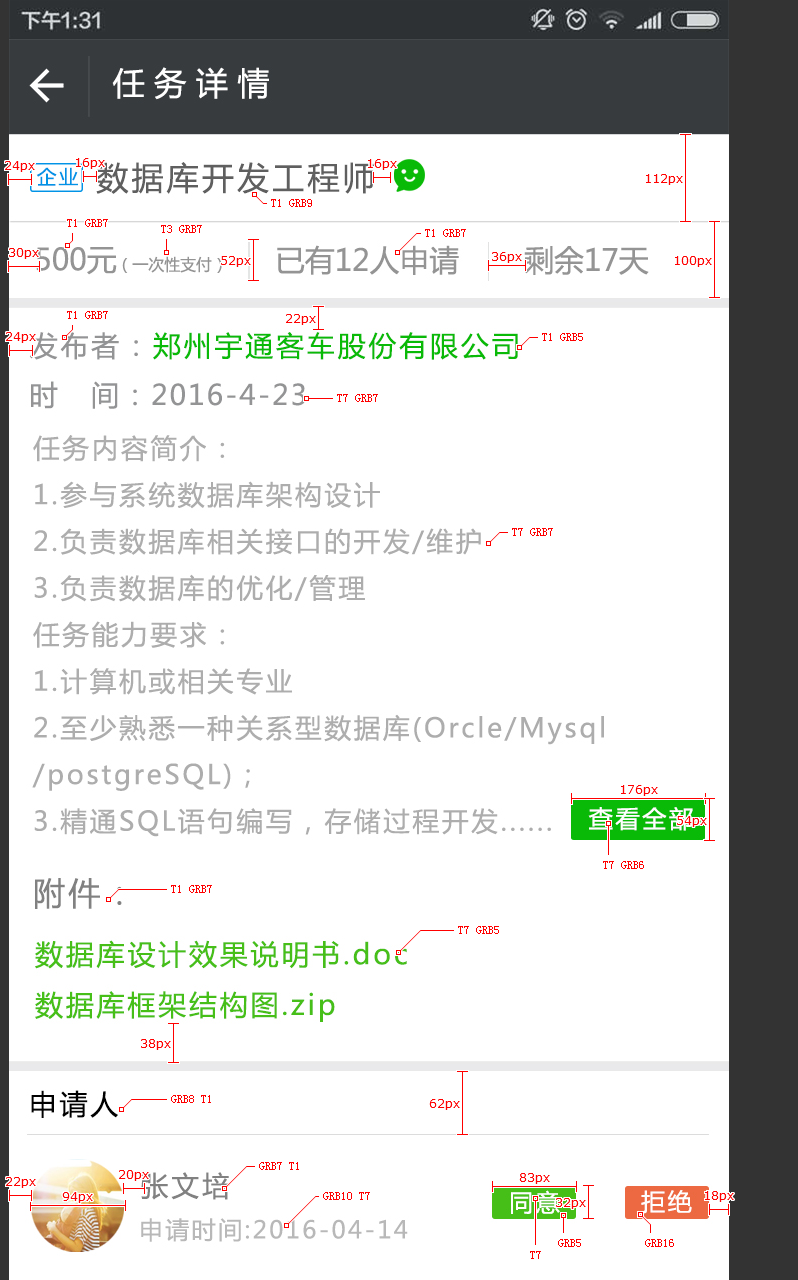 下午1:31
任务详情
24px 企业 16px 数据库开发工程师 16px
T1 GRB9
112px
T1 GRB7 T3 GRB7 T1 GRB7
30px 500元(一次性支付) 52px 已有12人申请 36px 剩余17天 100px
T1 GRB7 22px
24px 发布者：郑州宇通客车股份有限公司 T1 GRB5
时 间：2016-4-23 T7 GRB7
任务内容简介：
1.参与系统数据库架构设计
2.负责数据库相关接口的开发/维护 T7 GRB7
3.负责数据库的优化/管理
任务能力要求：
1.计算机或相关专业
2.至少熟悉一种关系型数据库(Orcle/Mysql
/postgreSQL)；
176px
3.精通SQL语句编写，存储过程开发...... 查看全部 54px
T7 GRB6
附件： T1 GRB7
数据库设计效果说明书.doc T7 GRB5
数据库框架结构图.zip
38px
申请人 GRB8 T1 62px
22px 94px 20px 张文培 GRB7 T1
83px
同意 32px 拒绝 18px
申请时间:2016-04-14 GRB10 T7
T7 GRB5 GRB16